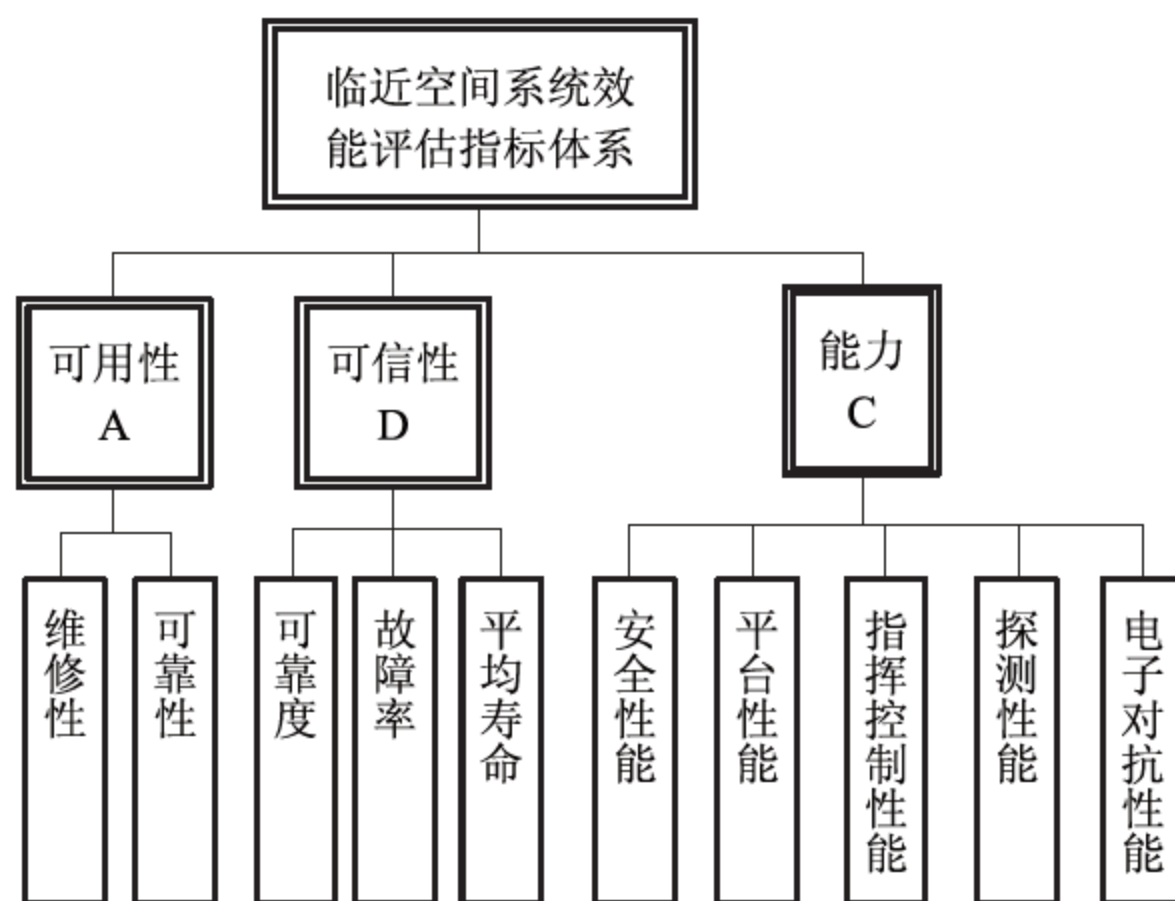 临近空间系统效
能评估指标体系
可用性
A
可信性
D
能力
C
维修性
可靠性
可靠度
故障率
平均寿命
安全性能
平台性能
指挥控制性能
探测性能
电子对抗性能